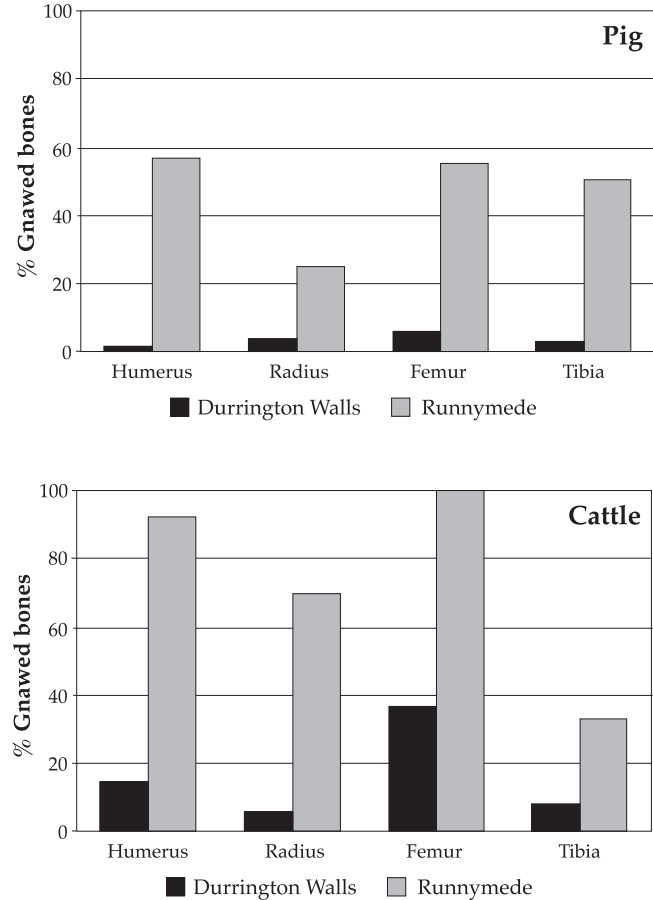 100
Pig
80
60
40
20
0
% Gnawed bones
Humerus Radius Femur Tibia
Durrington Walls Runnymede
100
Cattle
80
60
40
20
0
% Gnawed bones
Humerus Radius Femur Tibia
Durrington Walls Runnymede